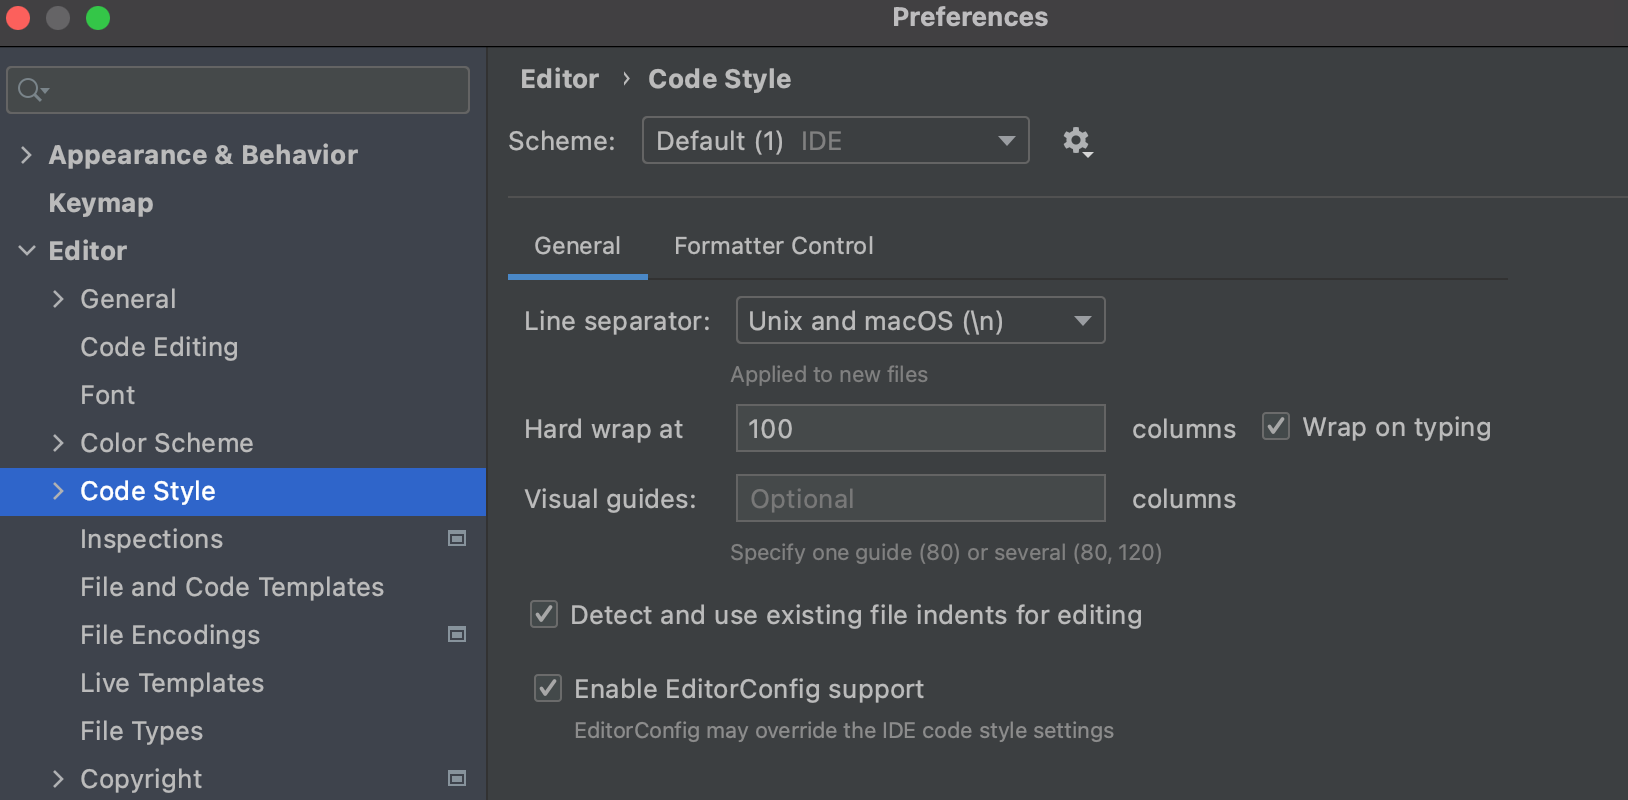 Preferences
Appearance & Behavior
Keymap
Editor
General
Code Editing
Font
Color Scheme
Code Style
Inspections
File and Code Templates
File Encodings
Live Templates
File Types
Copyright
Editor › Code Style
Scheme: Default (1) IDE
General Formatter Control
Line separator: Unix and macOS (\n)
Applied to new files
Hard wrap at 100 columns Wrap on typing
Visual guides: Optional columns
Specify one guide (80) or several (80, 120)
Detect and use existing file indents for editing
Enable EditorConfig support
EditorConfig may override the IDE code style settings